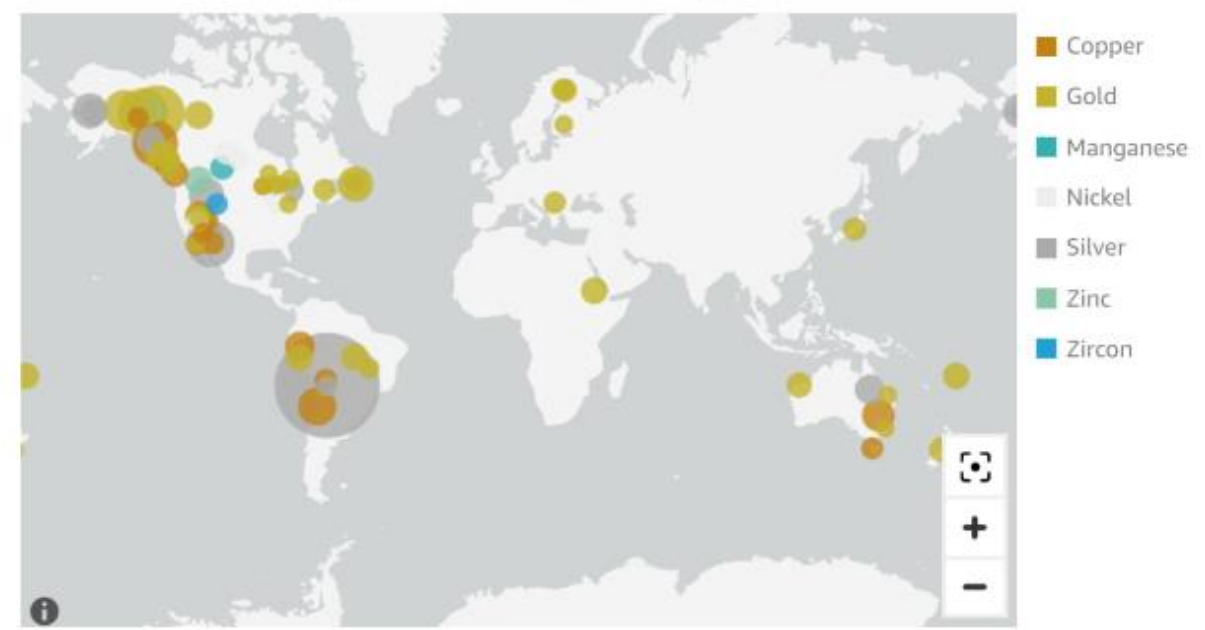 Copper
Gold
Manganese
Nickel
Silver
Zinc
Zircon